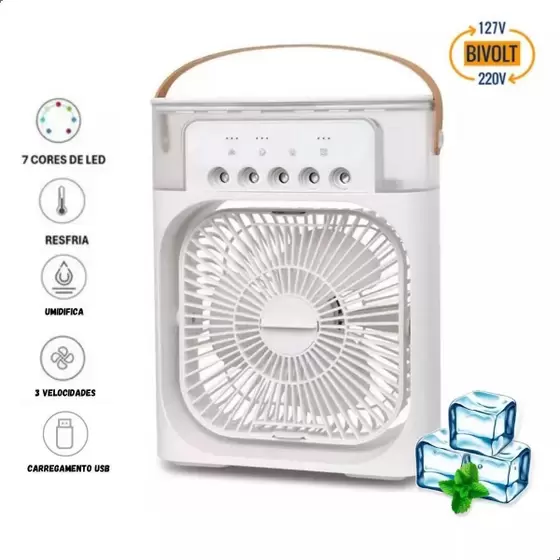 127V
BIVOLT
220V
7 CORES DE LED
RESFRIA
UMIDIFICA
3 VELOCIDADES
CARREGAMENTO USB